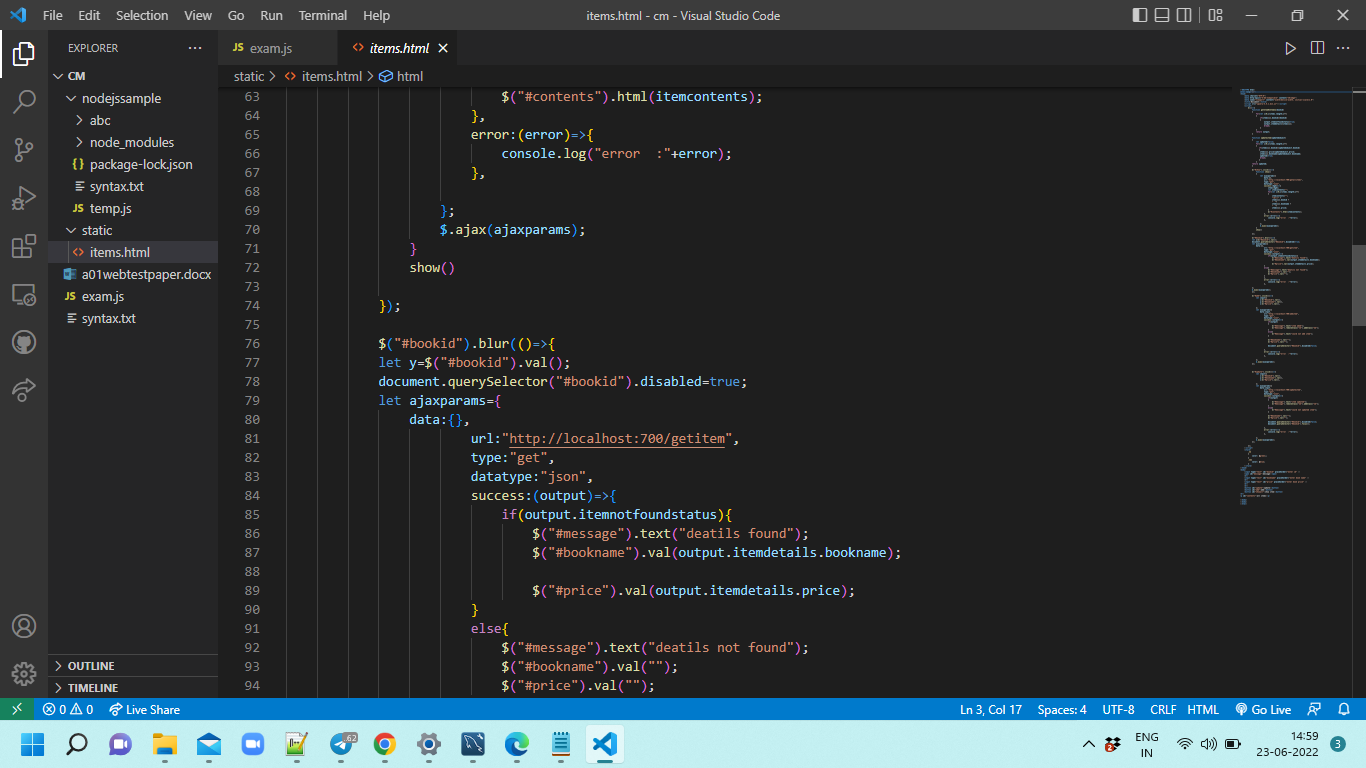 File Edit Selection View Go Run Terminal Help items.html - cm - Visual Studio Code
EXPLORER
CM
nodejssample
abc
node_modules
{} package-lock.json
syntax.txt
JS temp.js
static
<> items.html
a01webtestpaper.docx
JS exam.js
syntax.txt
OUTLINE
TIMELINE
JS exam.js <> items.html
static > <> items.html > html
63 $("#contents").html(itemcontents);
64 },
65 error:(error)=>{
66 console.log("error  :"+error);
67 },
68
69 };
70 $.ajax(ajaxparams);
71 }
72 show()
73
74 });
75
76 $("#bookid").blur(()=>{
77 let y=$("#bookid").val();
78 document.querySelector("#bookid").disabled=true;
79 let ajaxparams={
80 data:{},
81 url:"http://localhost:700/getitem",
82 type:"get",
83 datatype:"json",
84 success:(output)=>{
85 if(output.itemnotfoundstatus){
86 $("#message").text("deatils found");
87 $("#bookname").val(output.itemdetails.bookname);
88
89 $("#price").val(output.itemdetails.price);
90 }
91 else{
92 $("#message").text("deatils not found");
93 $("#bookname").val("");
94 $("#price").val("");
0 0 Live Share Ln 3, Col 17 Spaces: 4 UTF-8 CRLF HTML Go Live
62
2
ENG
IN
14:59
23-06-2022
3